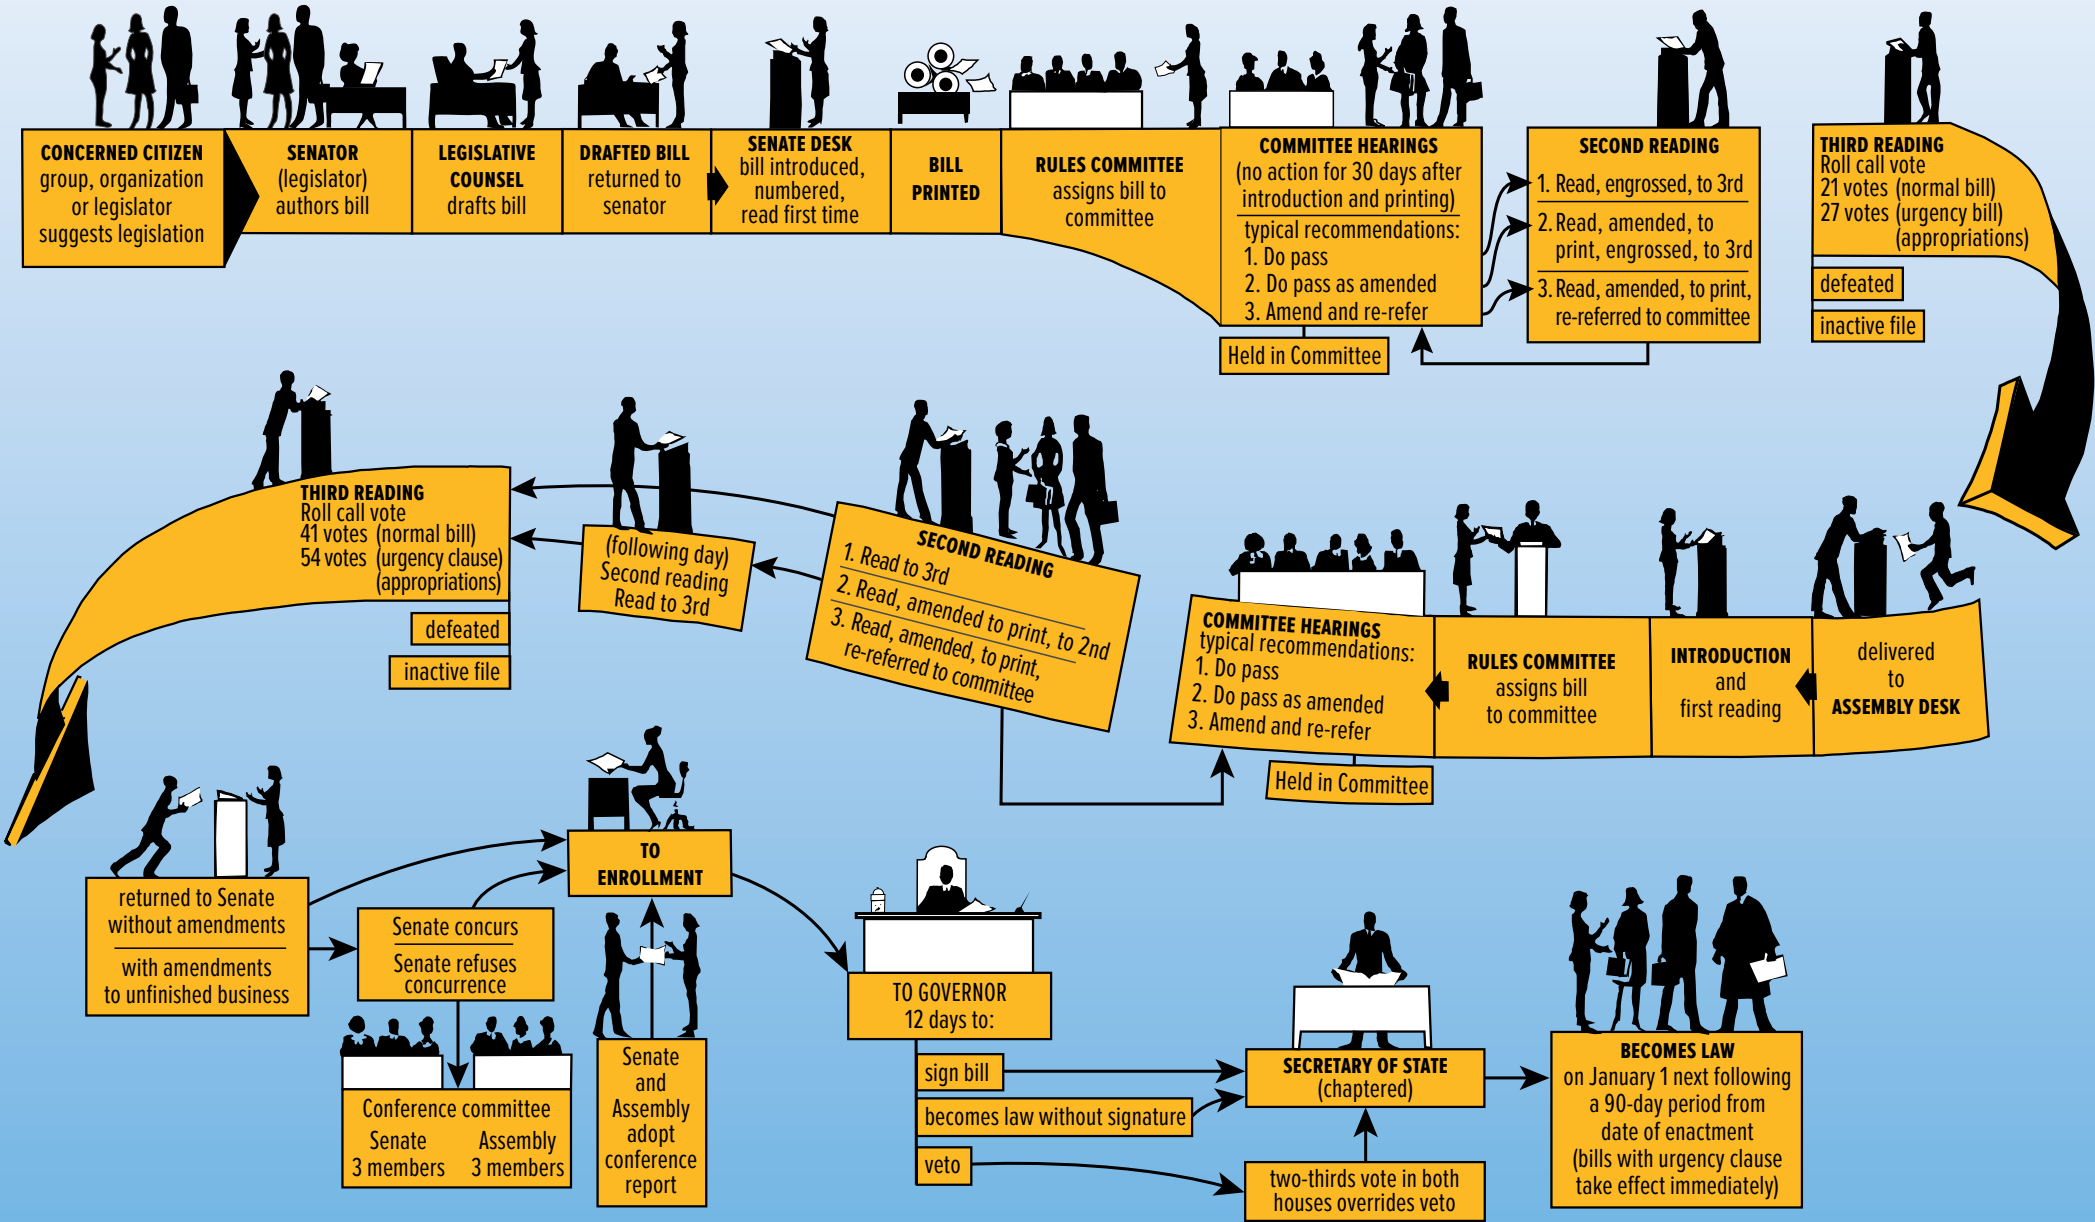 CONCERNED CITIZEN
group, organization
or legislator
suggests legislation
SENATOR
(legislator)
authors bill
LEGISLATIVE
COUNSEL
drafts bill
DRAFTED BILL
returned to
senator
SENATE DESK
bill introduced,
numbered,
read first time
BILL
PRINTED
RULES COMMITTEE
assigns bill to
committee
COMMITTEE HEARINGS
(no action for 30 days after
introduction and printing)
typical recommendations:
1. Do pass
2. Do pass as amended
3. Amend and re-refer
Held in Committee
SECOND READING
1. Read, engrossed, to 3rd
2. Read, amended, to
print, engrossed, to 3rd
3. Read, amended, to print,
re-referred to committee
THIRD READING
Roll call vote
21 votes (normal bill)
27 votes (urgency bill)
(appropriations)
defeated
inactive file
delivered
to
ASSEMBLY DESK
INTRODUCTION
and
first reading
RULES COMMITTEE
assigns bill
to committee
COMMITTEE HEARINGS
typical recommendations:
1. Do pass
2. Do pass as amended
3. Amend and re-refer
Held in Committee
SECOND READING
1. Read to 3rd
2. Read, amended to print, to 2nd
3. Read, amended, to print,
re-referred to committee
(following day)
Second reading
Read to 3rd
THIRD READING
Roll call vote
41 votes (normal bill)
54 votes (urgency clause)
(appropriations)
defeated
inactive file
returned to Senate
without amendments
with amendments
to unfinished business
Senate concurs
Senate refuses
concurrence
Conference committee
Senate
3 members
Assembly
3 members
Senate
and
Assembly
adopt
conference
report
TO
ENROLLMENT
TO GOVERNOR
12 days to:
sign bill
becomes law without signature
veto
two-thirds vote in both
houses overrides veto
SECRETARY OF STATE
(chaptered)
BECOMES LAW
on January 1 next following
a 90-day period from
date of enactment
(bills with urgency clause
take effect immediately)